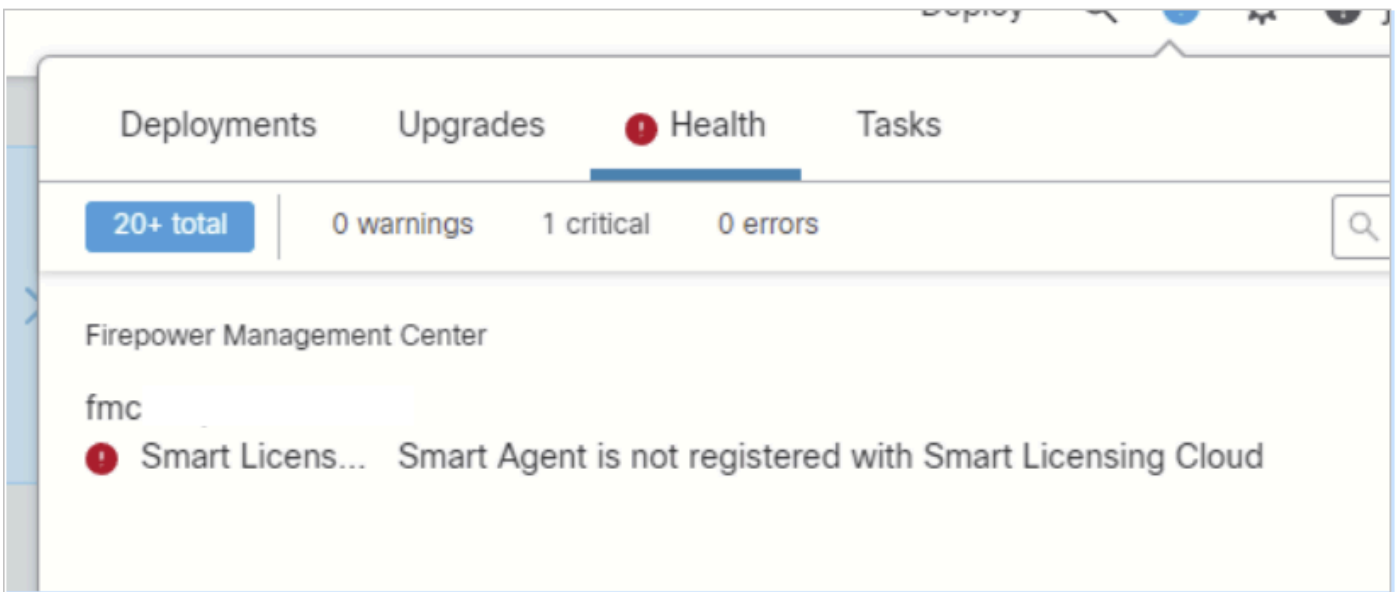 Deploy
Deployments Upgrades Health Tasks
20+ total 0 warnings 1 critical 0 errors
Firepower Management Center
fmc
Smart Licens... Smart Agent is not registered with Smart Licensing Cloud